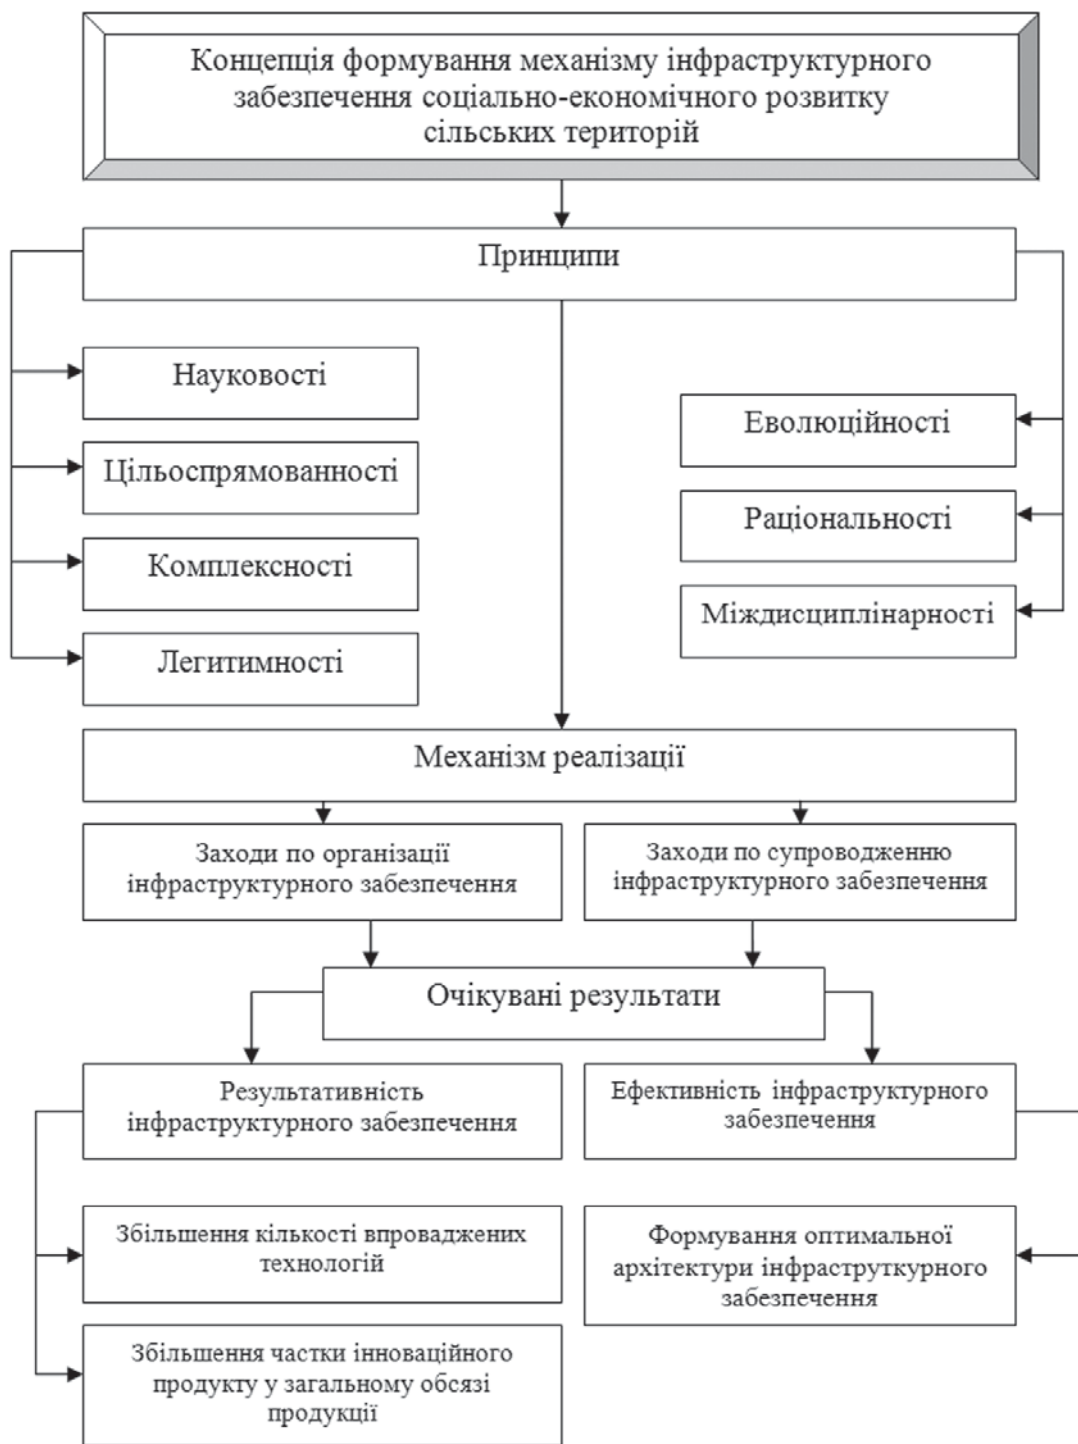 Концепція формування механізму інфраструктурного
забезпечення соціально-економічного розвитку
сільських територій
Принципи
Науковості
Цільоспрямованності
Комплексності
Легитимності
Еволюційності
Раціональності
Міждисциплінарності
Механізм реалізації
Заходи по організації
інфраструктурного забезпечення
Заходи по супроводженню
інфраструктурного забезпечення
Очікувані результати
Результативність
інфраструктурного забезпечення
Ефективність інфраструктурного
забезпечення
Збільшення кількості впроваджених
технологій
Формування оптимальної
архітектури інфраструткурного
забезпечення
Збільшення частки інноваційного
продукту у загальному обсязі
продукції